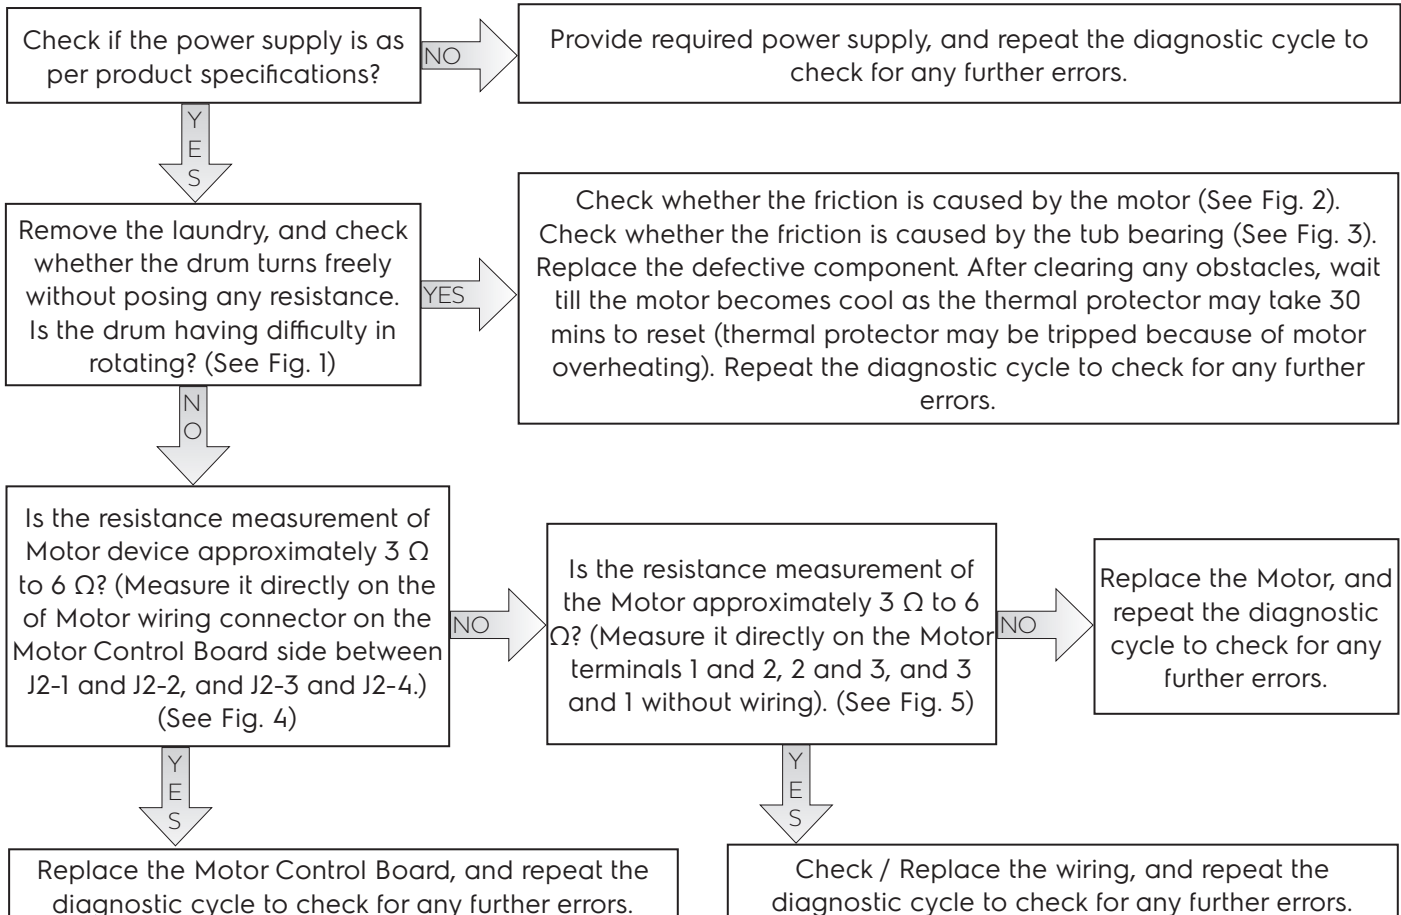 Check if the power supply is as
per product specifications?
NO
Provide required power supply, and repeat the diagnostic cycle to
check for any further errors.
YES
Remove the laundry, and check
whether the drum turns freely
without posing any resistance.
Is the drum having difficulty in
rotating? (See Fig. 1)
YES
Check whether the friction is caused by the motor (See Fig. 2).
Check whether the friction is caused by the tub bearing (See Fig. 3).
Replace the defective component. After clearing any obstacles, wait
till the motor becomes cool as the thermal protector may take 30
mins to reset (thermal protector may be tripped because of motor
overheating). Repeat the diagnostic cycle to check for any further
errors.
NO
Is the resistance measurement of
Motor device approximately 3 Ω
to 6 Ω? (Measure it directly on the
of Motor wiring connector on the
Motor Control Board side between
J2-1 and J2-2, and J2-3 and J2-4.)
(See Fig. 4)
NO
Is the resistance measurement of
the Motor approximately 3 Ω to 6
Ω? (Measure it directly on the Motor
terminals 1 and 2, 2 and 3, and 3
and 1 without wiring). (See Fig. 5)
NO
Replace the Motor, and
repeat the diagnostic
cycle to check for any
further errors.
YES
YES
Replace the Motor Control Board, and repeat the
diagnostic cycle to check for any further errors.
Check / Replace the wiring, and repeat the
diagnostic cycle to check for any further errors.